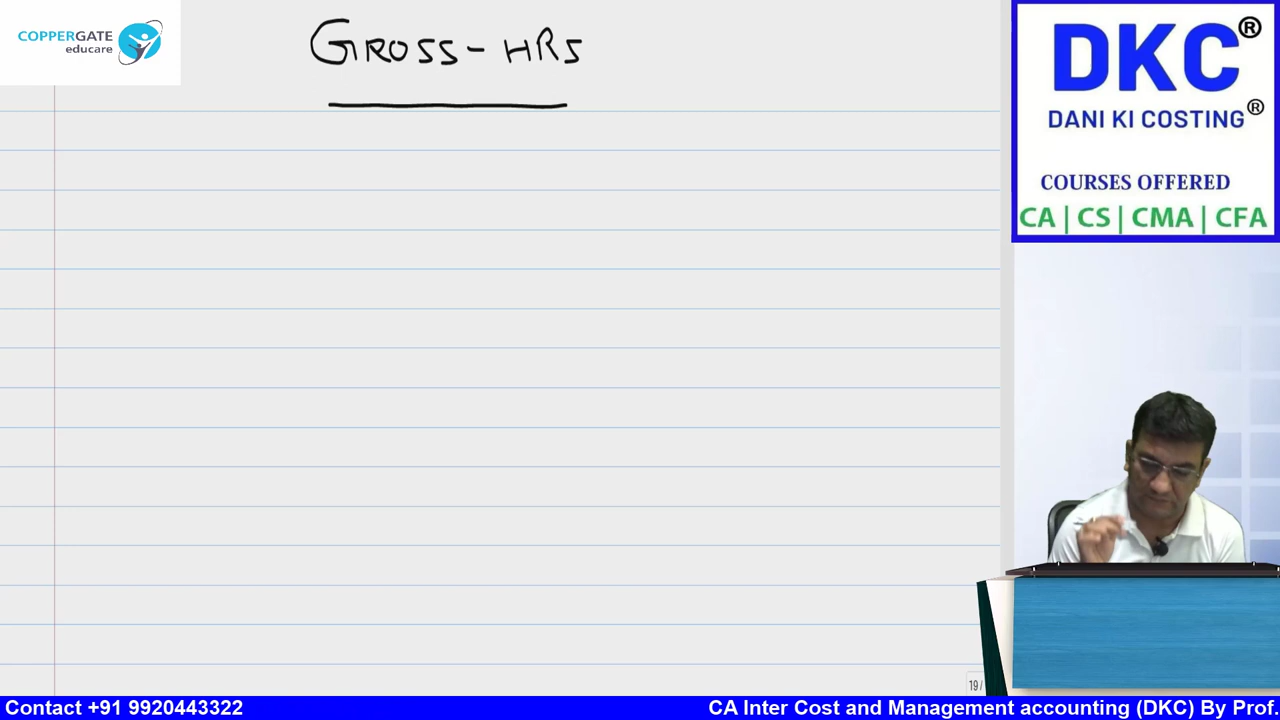 COPPERGATE
educare
GROSS - HRS
DKC®
DANI KI COSTING®
COURSES OFFERED
CA | CS | CMA | CFA
19/
Contact +91 9920443322
CA Inter Cost and Management accounting (DKC) By Prof.